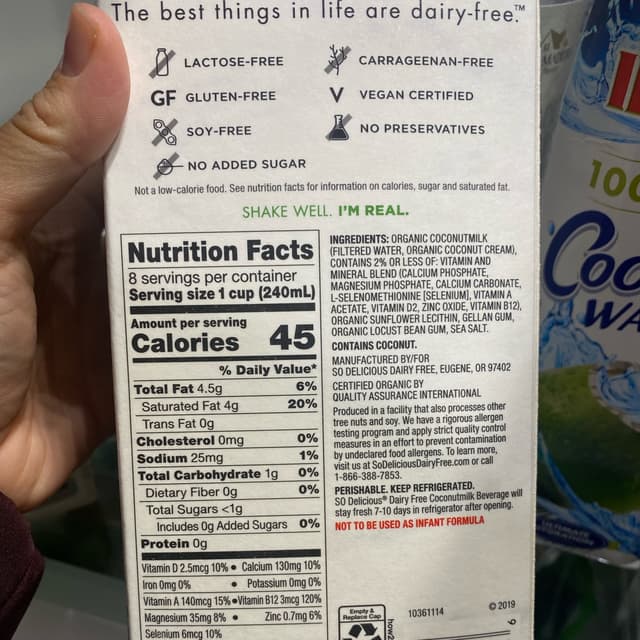 The best things in life are dairy-free.™
LACTOSE-FREE
CARRAGEENAN-FREE
GF GLUTEN-FREE
V VEGAN CERTIFIED
SOY-FREE
NO PRESERVATIVES
NO ADDED SUGAR
Not a low-calorie food. See nutrition facts for information on calories, sugar and saturated fat.
SHAKE WELL. I'M REAL.
Nutrition Facts
8 servings per container
Serving size 1 cup (240mL)
Amount per serving
Calories 45
% Daily Value*
Total Fat 4.5g 6%
Saturated Fat 4g 20%
Trans Fat 0g
Cholesterol 0mg 0%
Sodium 25mg 1%
Total Carbohydrate 1g 0%
Dietary Fiber 0g 0%
Total Sugars <1g
Includes 0g Added Sugars 0%
Protein 0g
Vitamin D 2.5mcg 10% • Calcium 130mg 10%
Iron 0mg 0% • Potassium 0mg 0%
Vitamin A 140mcg 15% • Vitamin B12 3mcg 120%
Magnesium 35mg 8% • Zinc 0.7mg 6%
Selenium 6mcg 10%
INGREDIENTS: ORGANIC COCONUTMILK
(FILTERED WATER, ORGANIC COCONUT CREAM),
CONTAINS 2% OR LESS OF: VITAMIN AND
MINERAL BLEND (CALCIUM PHOSPHATE,
MAGNESIUM PHOSPHATE, CALCIUM CARBONATE,
L-SELENOMETHIONINE [SELENIUM], VITAMIN A
ACETATE, VITAMIN D2, ZINC OXIDE, VITAMIN B12),
ORGANIC SUNFLOWER LECITHIN, GELLAN GUM,
ORGANIC LOCUST BEAN GUM, SEA SALT.
CONTAINS COCONUT.
MANUFACTURED BY/FOR
SO DELICIOUS DAIRY FREE, EUGENE, OR 97402
CERTIFIED ORGANIC BY
QUALITY ASSURANCE INTERNATIONAL
Produced in a facility that also processes other
tree nuts and soy. We have a rigorous allergen
testing program and apply strict quality control
measures in an effort to prevent contamination
by undeclared food allergens. To learn more,
visit us at SoDeliciousDairyFree.com or call
1-866-388-7853.
PERISHABLE. KEEP REFRIGERATED.
SO Delicious® Dairy Free Coconutmilk Beverage will
stay fresh 7-10 days in refrigerator after opening.
NOT TO BE USED AS INFANT FORMULA
Empty &
Replace Cap
how2
10361114
© 2019
9
100
Coo
WA